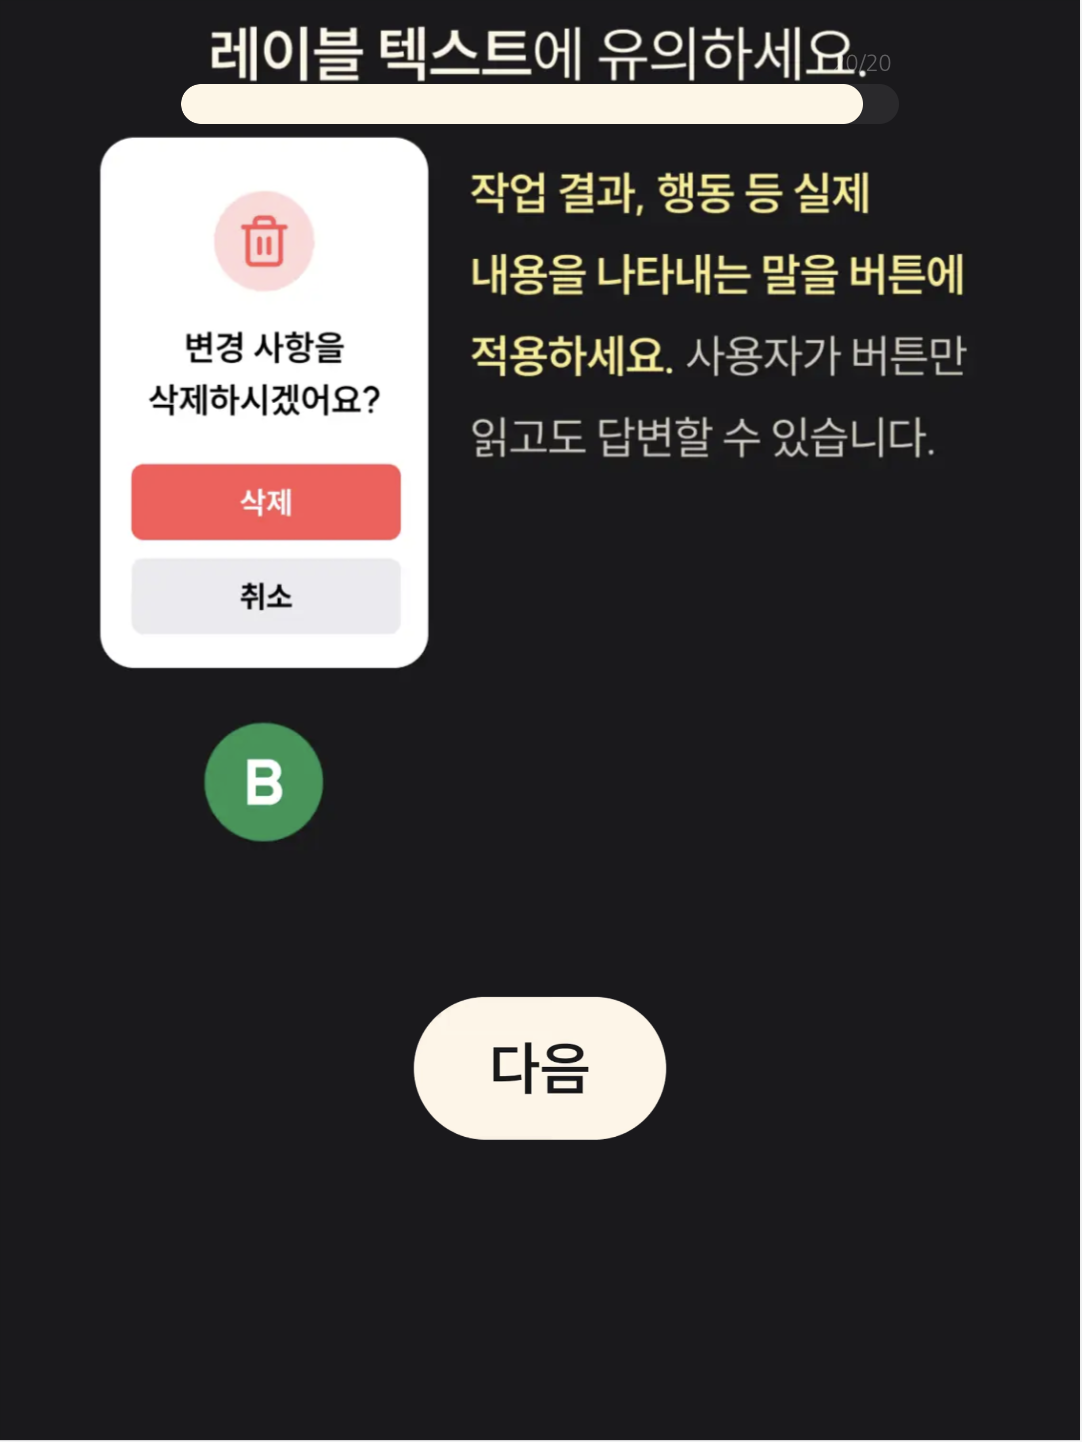 레이블 텍스트에 유의하세요.
0/20
변경 사항을
삭제하시겠어요?
삭제
취소
B
작업 결과, 행동 등 실제
내용을 나타내는 말을 버튼에
적용하세요. 사용자가 버튼만
읽고도 답변할 수 있습니다.
다음